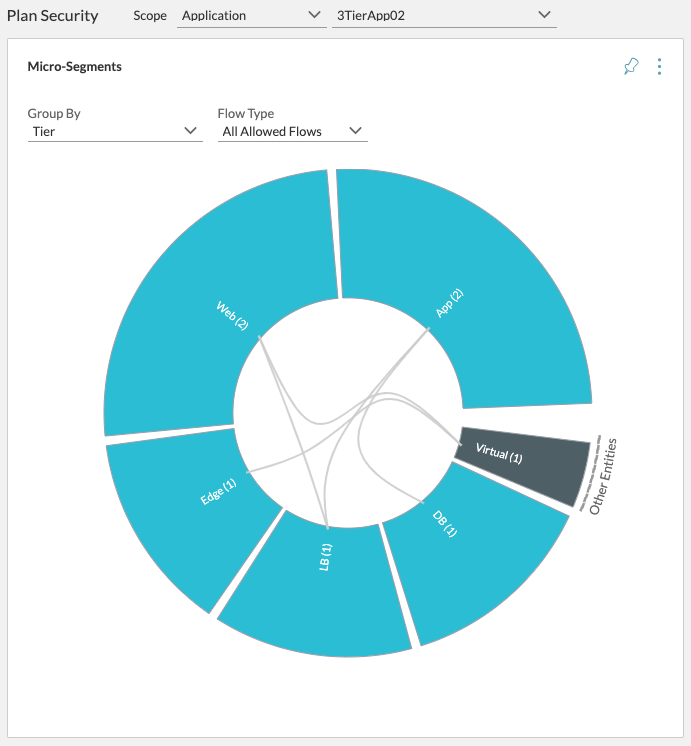 Plan Security
Scope
Application
3TierApp02
Micro-Segments
Group By
Flow Type
Tier
All Allowed Flows
Web (2)
App (2)
Virtual (1)
Other Entities
Edge (1)
DB (1)
LB (1)